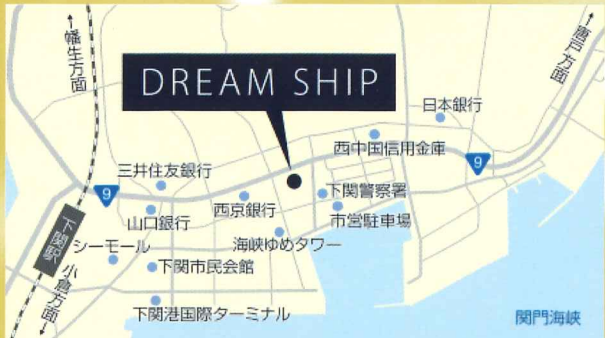 ←幡生方面
唐戸方面→
DREAM SHIP
日本銀行
西中国信用金庫
三井住友銀行
9
9
下関警察署
西京銀行
市営駐車場
山口銀行
海峡ゆめタワー
下関駅
シーモール
下関市民会館
小倉方面→
下関港国際ターミナル
関門海峡